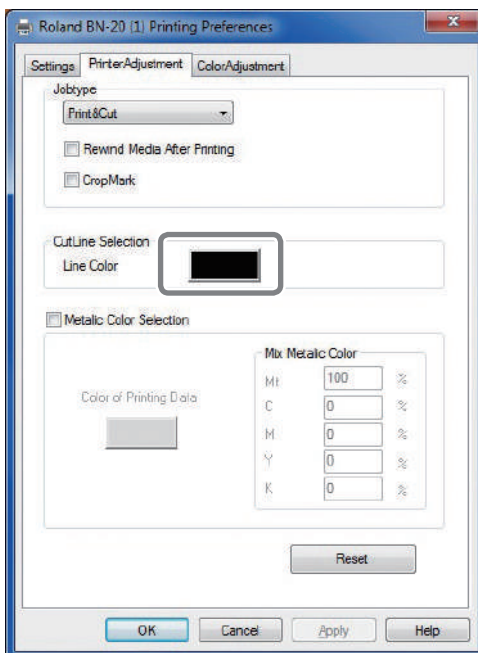 Roland BN-20 (1) Printing Preferences
Settings PrinterAdjustment ColorAdjustment
Jobtype
Print&Cut
Rewind Media After Printing
CropMark
CutLine Selection
Line Color
Metalic Color Selection
Mix Metalic Color
Color of Printing Data
Mt 100 %
C 0 %
M 0 %
Y 0 %
K 0 %
Reset
OK Cancel Apply Help